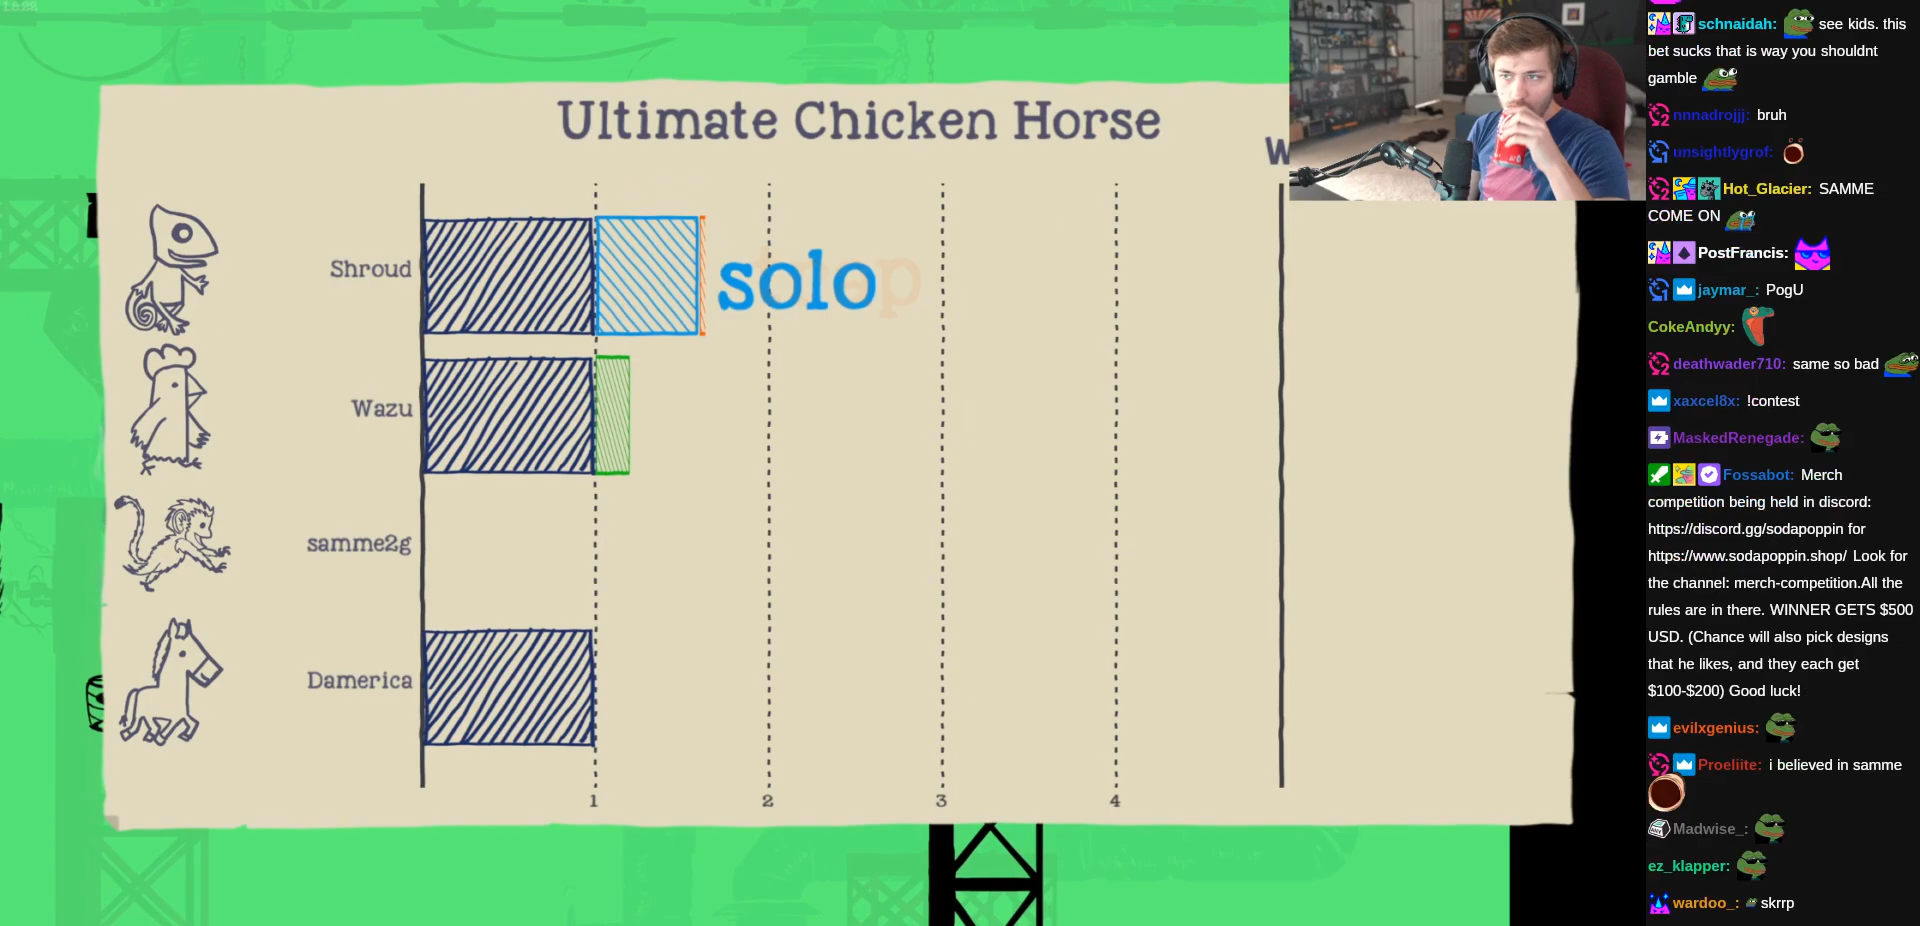 1.8.22
Ultimate Chicken Horse
W
Shroud
solo
Wazu
samme2g
Damerica
1
2
3
4
schnaidah: see kids. this
bet sucks that is way you shouldnt
gamble
nnnadrojjj: bruh
unsightlygrof:
Hot_Glacier: SAMME
COME ON
PostFrancis:
jaymar_: PogU
CokeAndyy:
deathwader710: same so bad
xaxcel8x: !contest
MaskedRenegade:
Fossabot: Merch
competition being held in discord:
https://discord.gg/sodapoppin for
https://www.sodapoppin.shop/ Look for
the channel: merch-competition.All the
rules are in there. WINNER GETS $500
USD. (Chance will also pick designs
that he likes, and they each get
$100-$200) Good luck!
evilxgenius:
Proeliite: i believed in samme
Madwise_:
ez_klapper:
wardoo_: skrrp